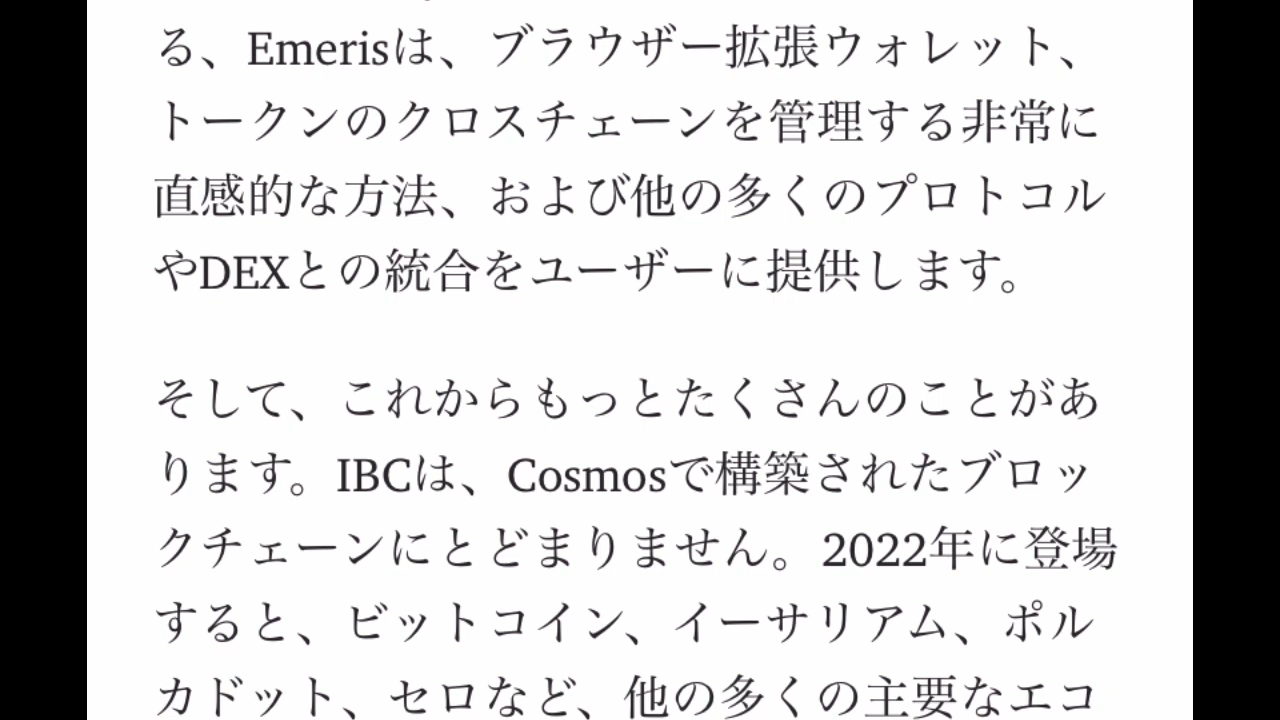 る、Emerisは、ブラウザー拡張ウォレット、
トークンのクロスチェーンを管理する非常に
直感的な方法、および他の多くのプロトコル
やDEXとの統合をユーザーに提供します。
そして、これからもっとたくさんのことがあ
ります。IBCは、Cosmosで構築されたブロッ
クチェーンにとどまりません。2022年に登場
すると、ビットコイン、イーサリアム、ポル
カドット、セロなど、他の多くの主要なエコ